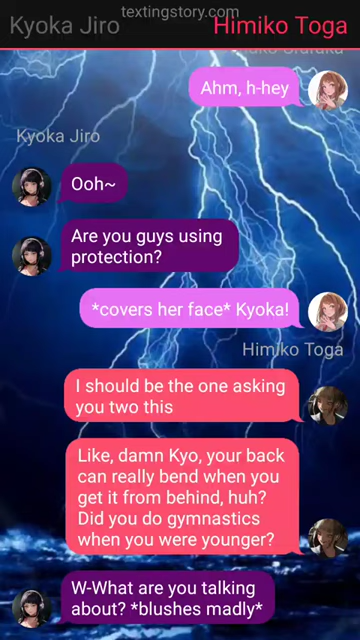 textingstory.com
Kyoka Jiro Himiko Toga
Ahm, h-hey
Kyoka Jiro
Ooh~
Are you guys using
protection?
*covers her face* Kyoka!
Himiko Toga
I should be the one asking
you two this
Like, damn Kyo, your back
can really bend when you
get it from behind, huh?
Did you do gymnastics
when you were younger?
W-What are you talking
about? *blushes madly*